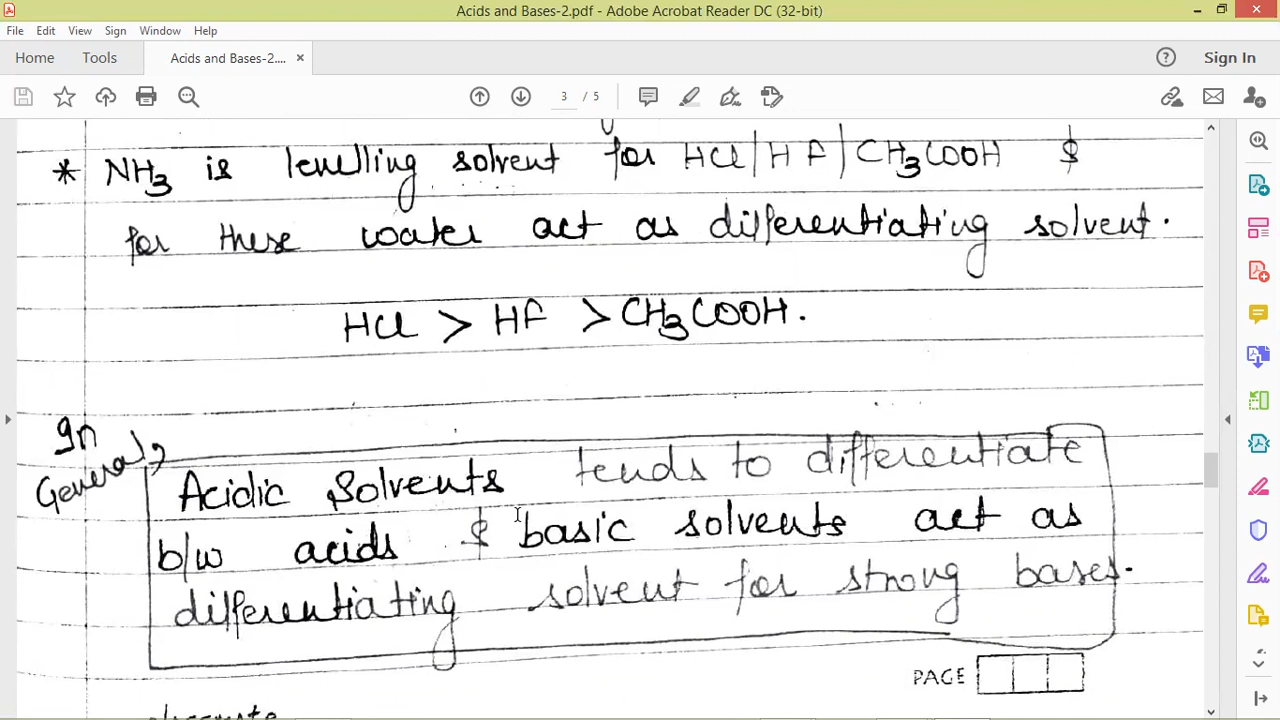 Acids and Bases-2.pdf - Adobe Acrobat Reader DC (32-bit)
File Edit View Sign Window Help
Home Tools Acids and Bases-2.... × Sign In
3 / 5
* NH3 is levelling solvent for HCl/HF/CH3COOH &
for these water act as differentiating solvent.
HCl > HF > CH3COOH.
In
General,
Acidic Solvents tends to differentiate
b/w acids & basic solvents act as
differentiating solvent for strong bases.
PAGE